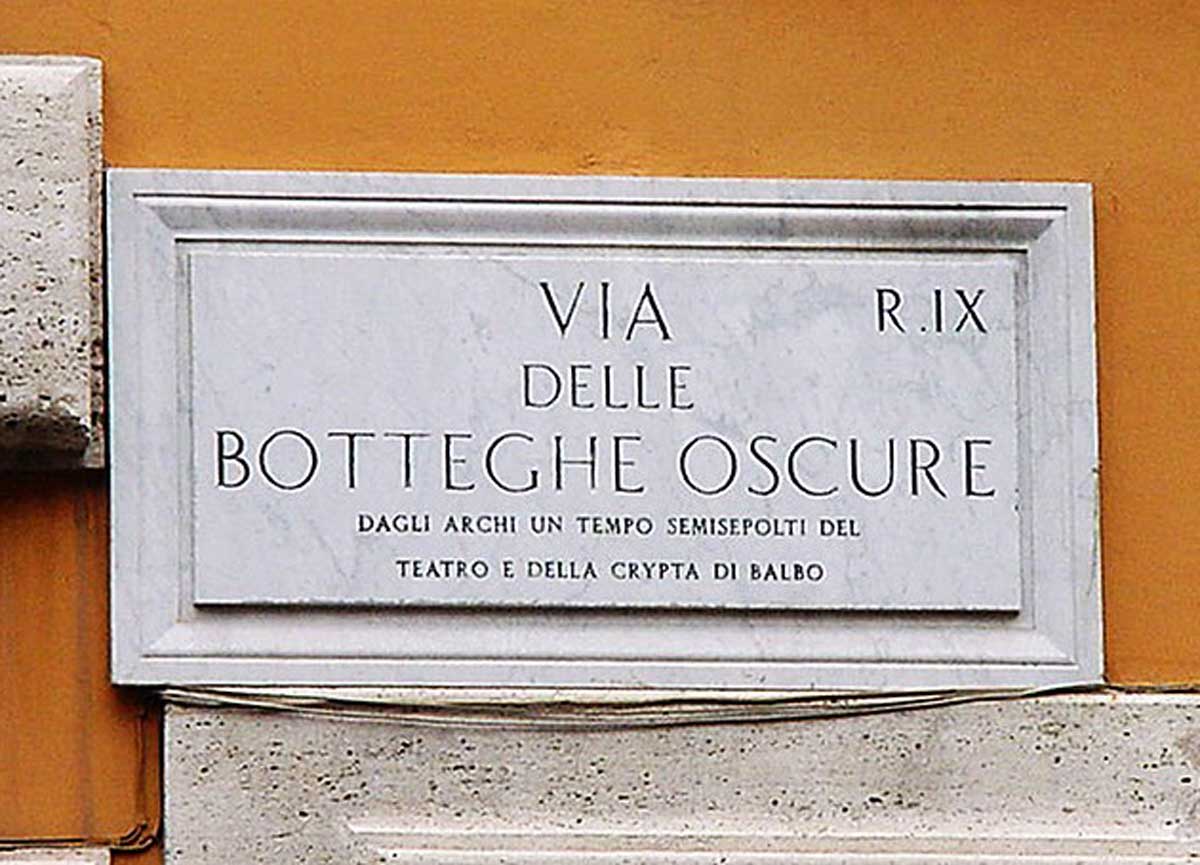 VIA R.IX
DELLE
BOTTEGHE OSCURE
DAGLI ARCHI UN TEMPO SEMISEPOLTI DEL
TEATRO E DELLA CRYPTA DI BALBO